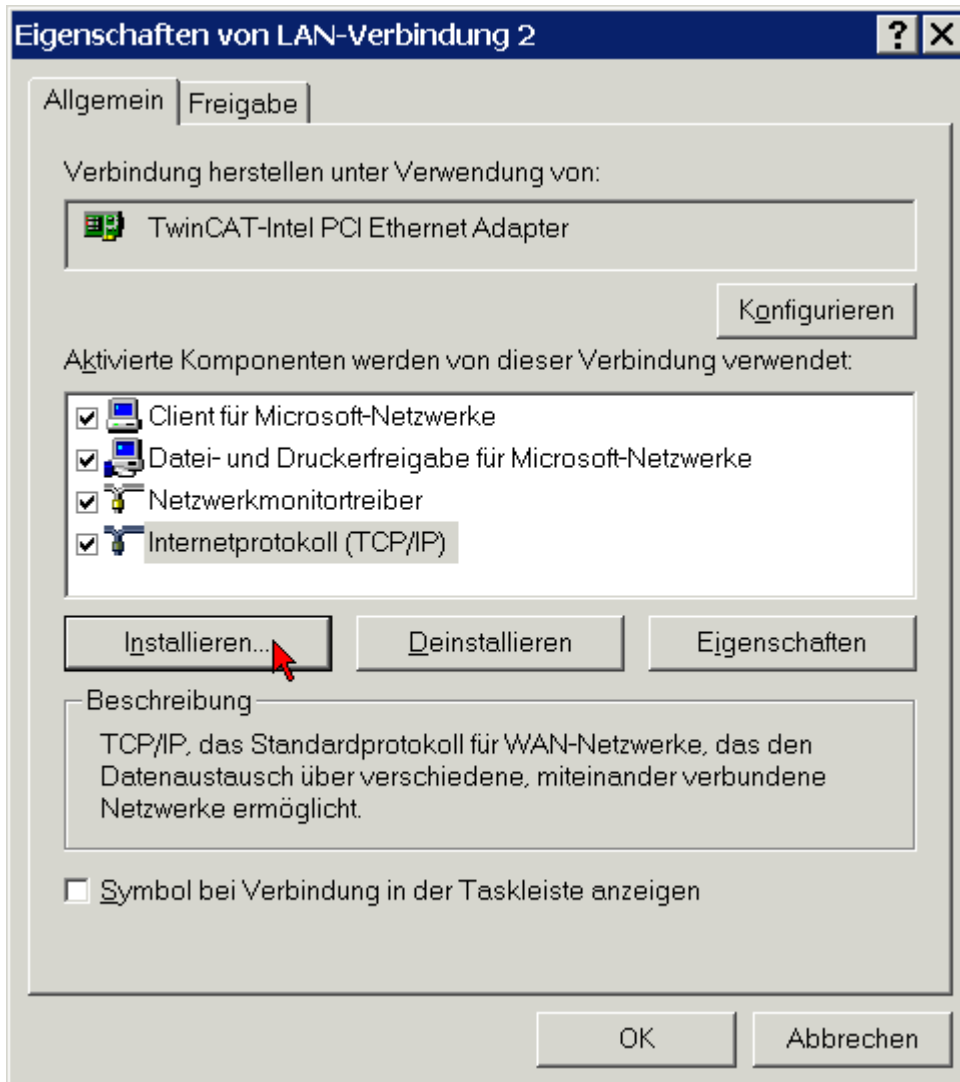 Eigenschaften von LAN-Verbindung 2
Allgemein
Freigabe
Verbindung herstellen unter Verwendung von:
TwinCAT-Intel PCI Ethernet Adapter
Konfigurieren
Aktivierte Komponenten werden von dieser Verbindung verwendet:
Client für Microsoft-Netzwerke
Datei- und Druckerfreigabe für Microsoft-Netzwerke
Netzwerkmonitortreiber
Internetprotokoll (TCP/IP)
Installieren...
Deinstallieren
Eigenschaften
Beschreibung
TCP/IP, das Standardprotokoll für WAN-Netzwerke, das den
Datenaustausch über verschiedene, miteinander verbundene
Netzwerke ermöglicht.
Symbol bei Verbindung in der Taskleiste anzeigen
OK
Abbrechen